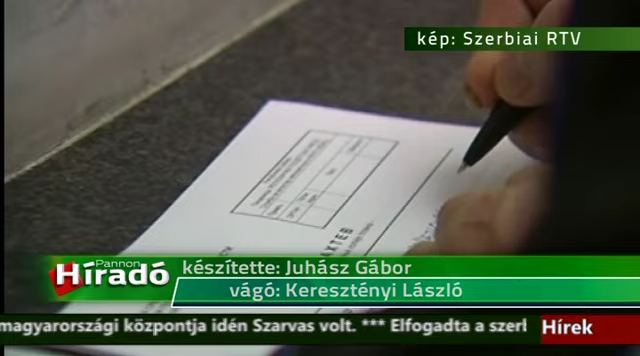 kép: Szerbiai RTV
АХТЕВ
Pannon
Híradó
készítette: Juhász Gábor
vágó: Keresztényi László
magyarországi központja idén Szarvas volt. *** Elfogadta a szerl
Hírek